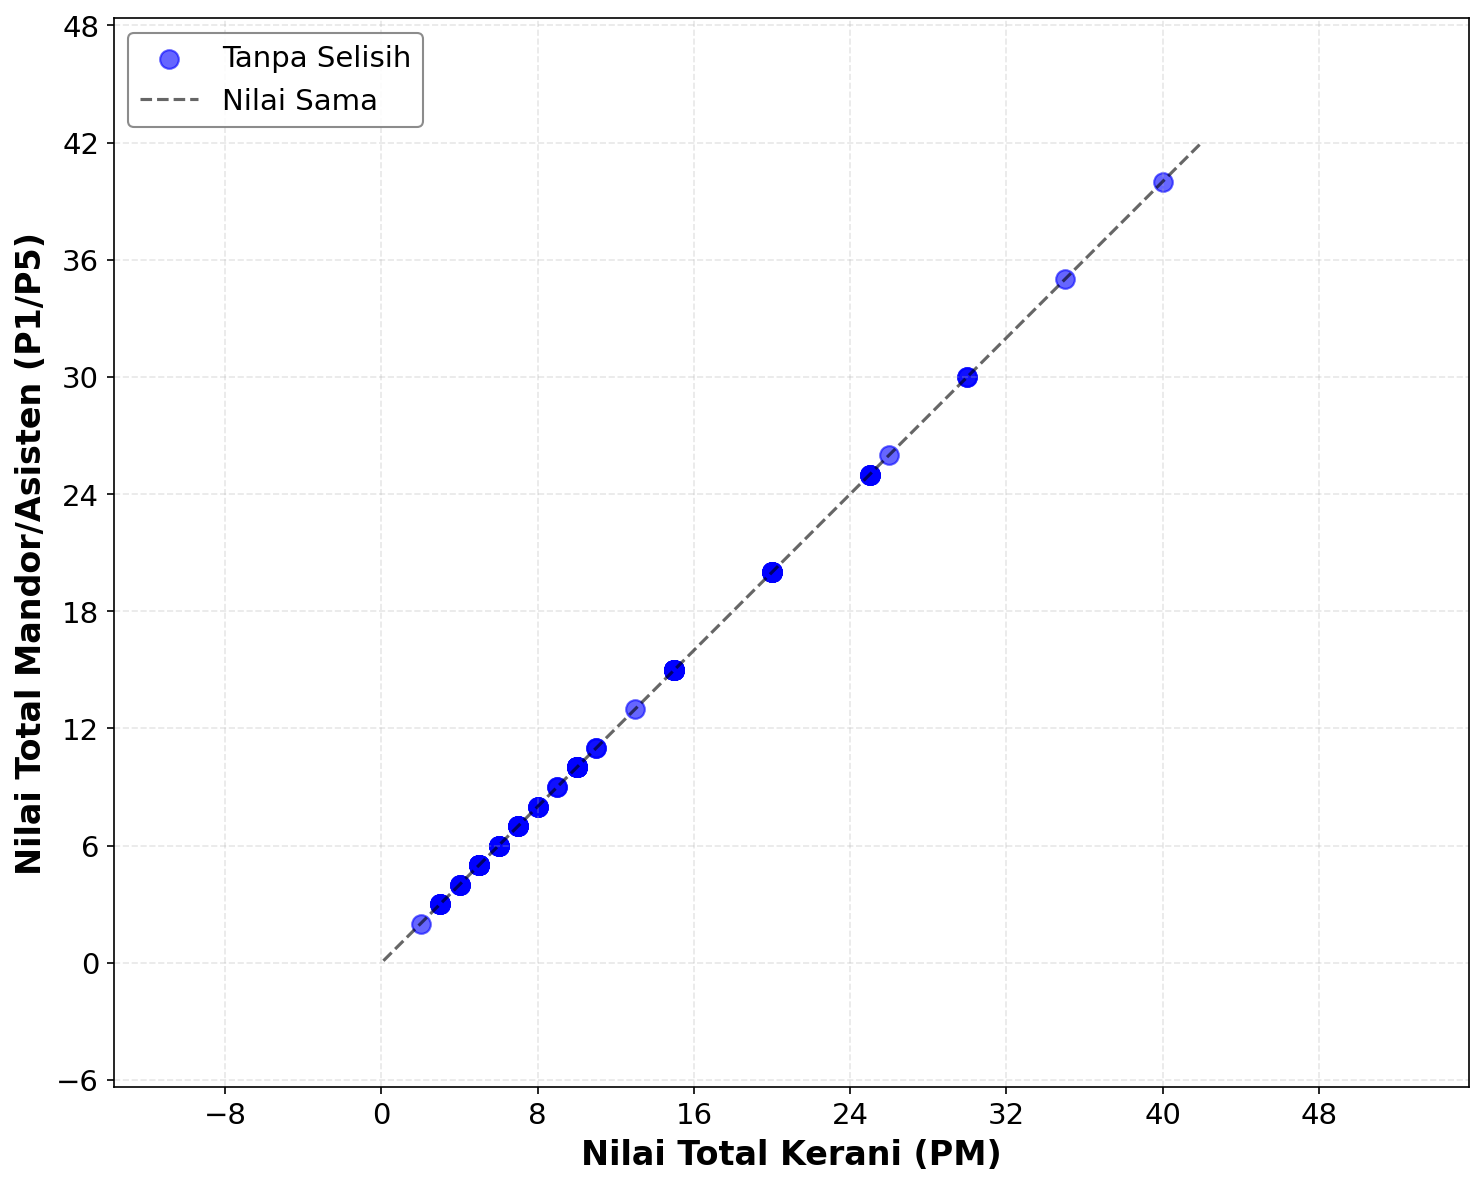 Tanpa Selisih
Nilai Sama
48
42
36
30
24
18
12
6
0
−6
Nilai Total Mandor/Asisten (P1/P5)
−8 0 8 16 24 32 40 48
Nilai Total Kerani (PM)